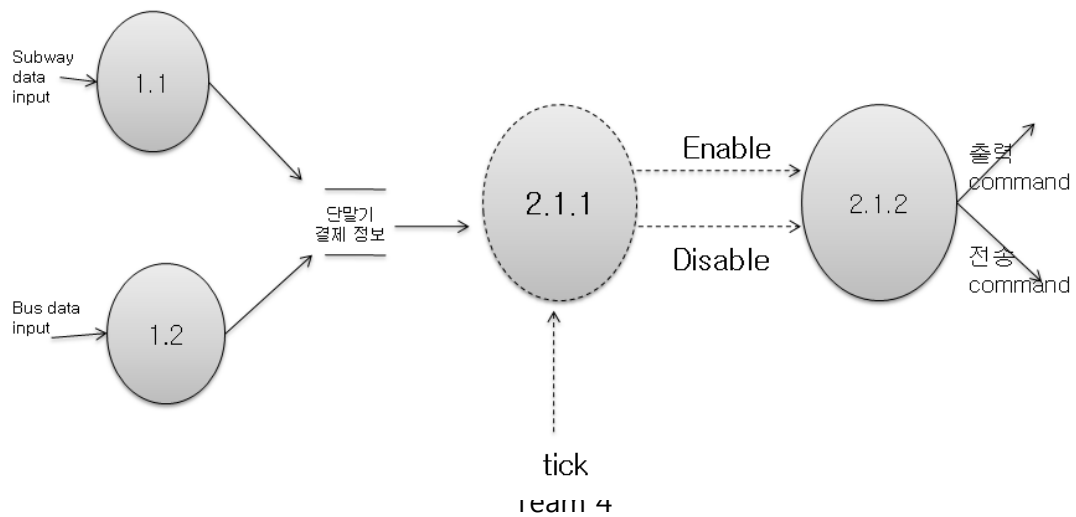 Subway
data
input
1.1
단말기
결제 정보
Bus data
input
1.2
2.1.1
Enable
Disable
2.1.2
출력
command
전송
command
tick
Team 4